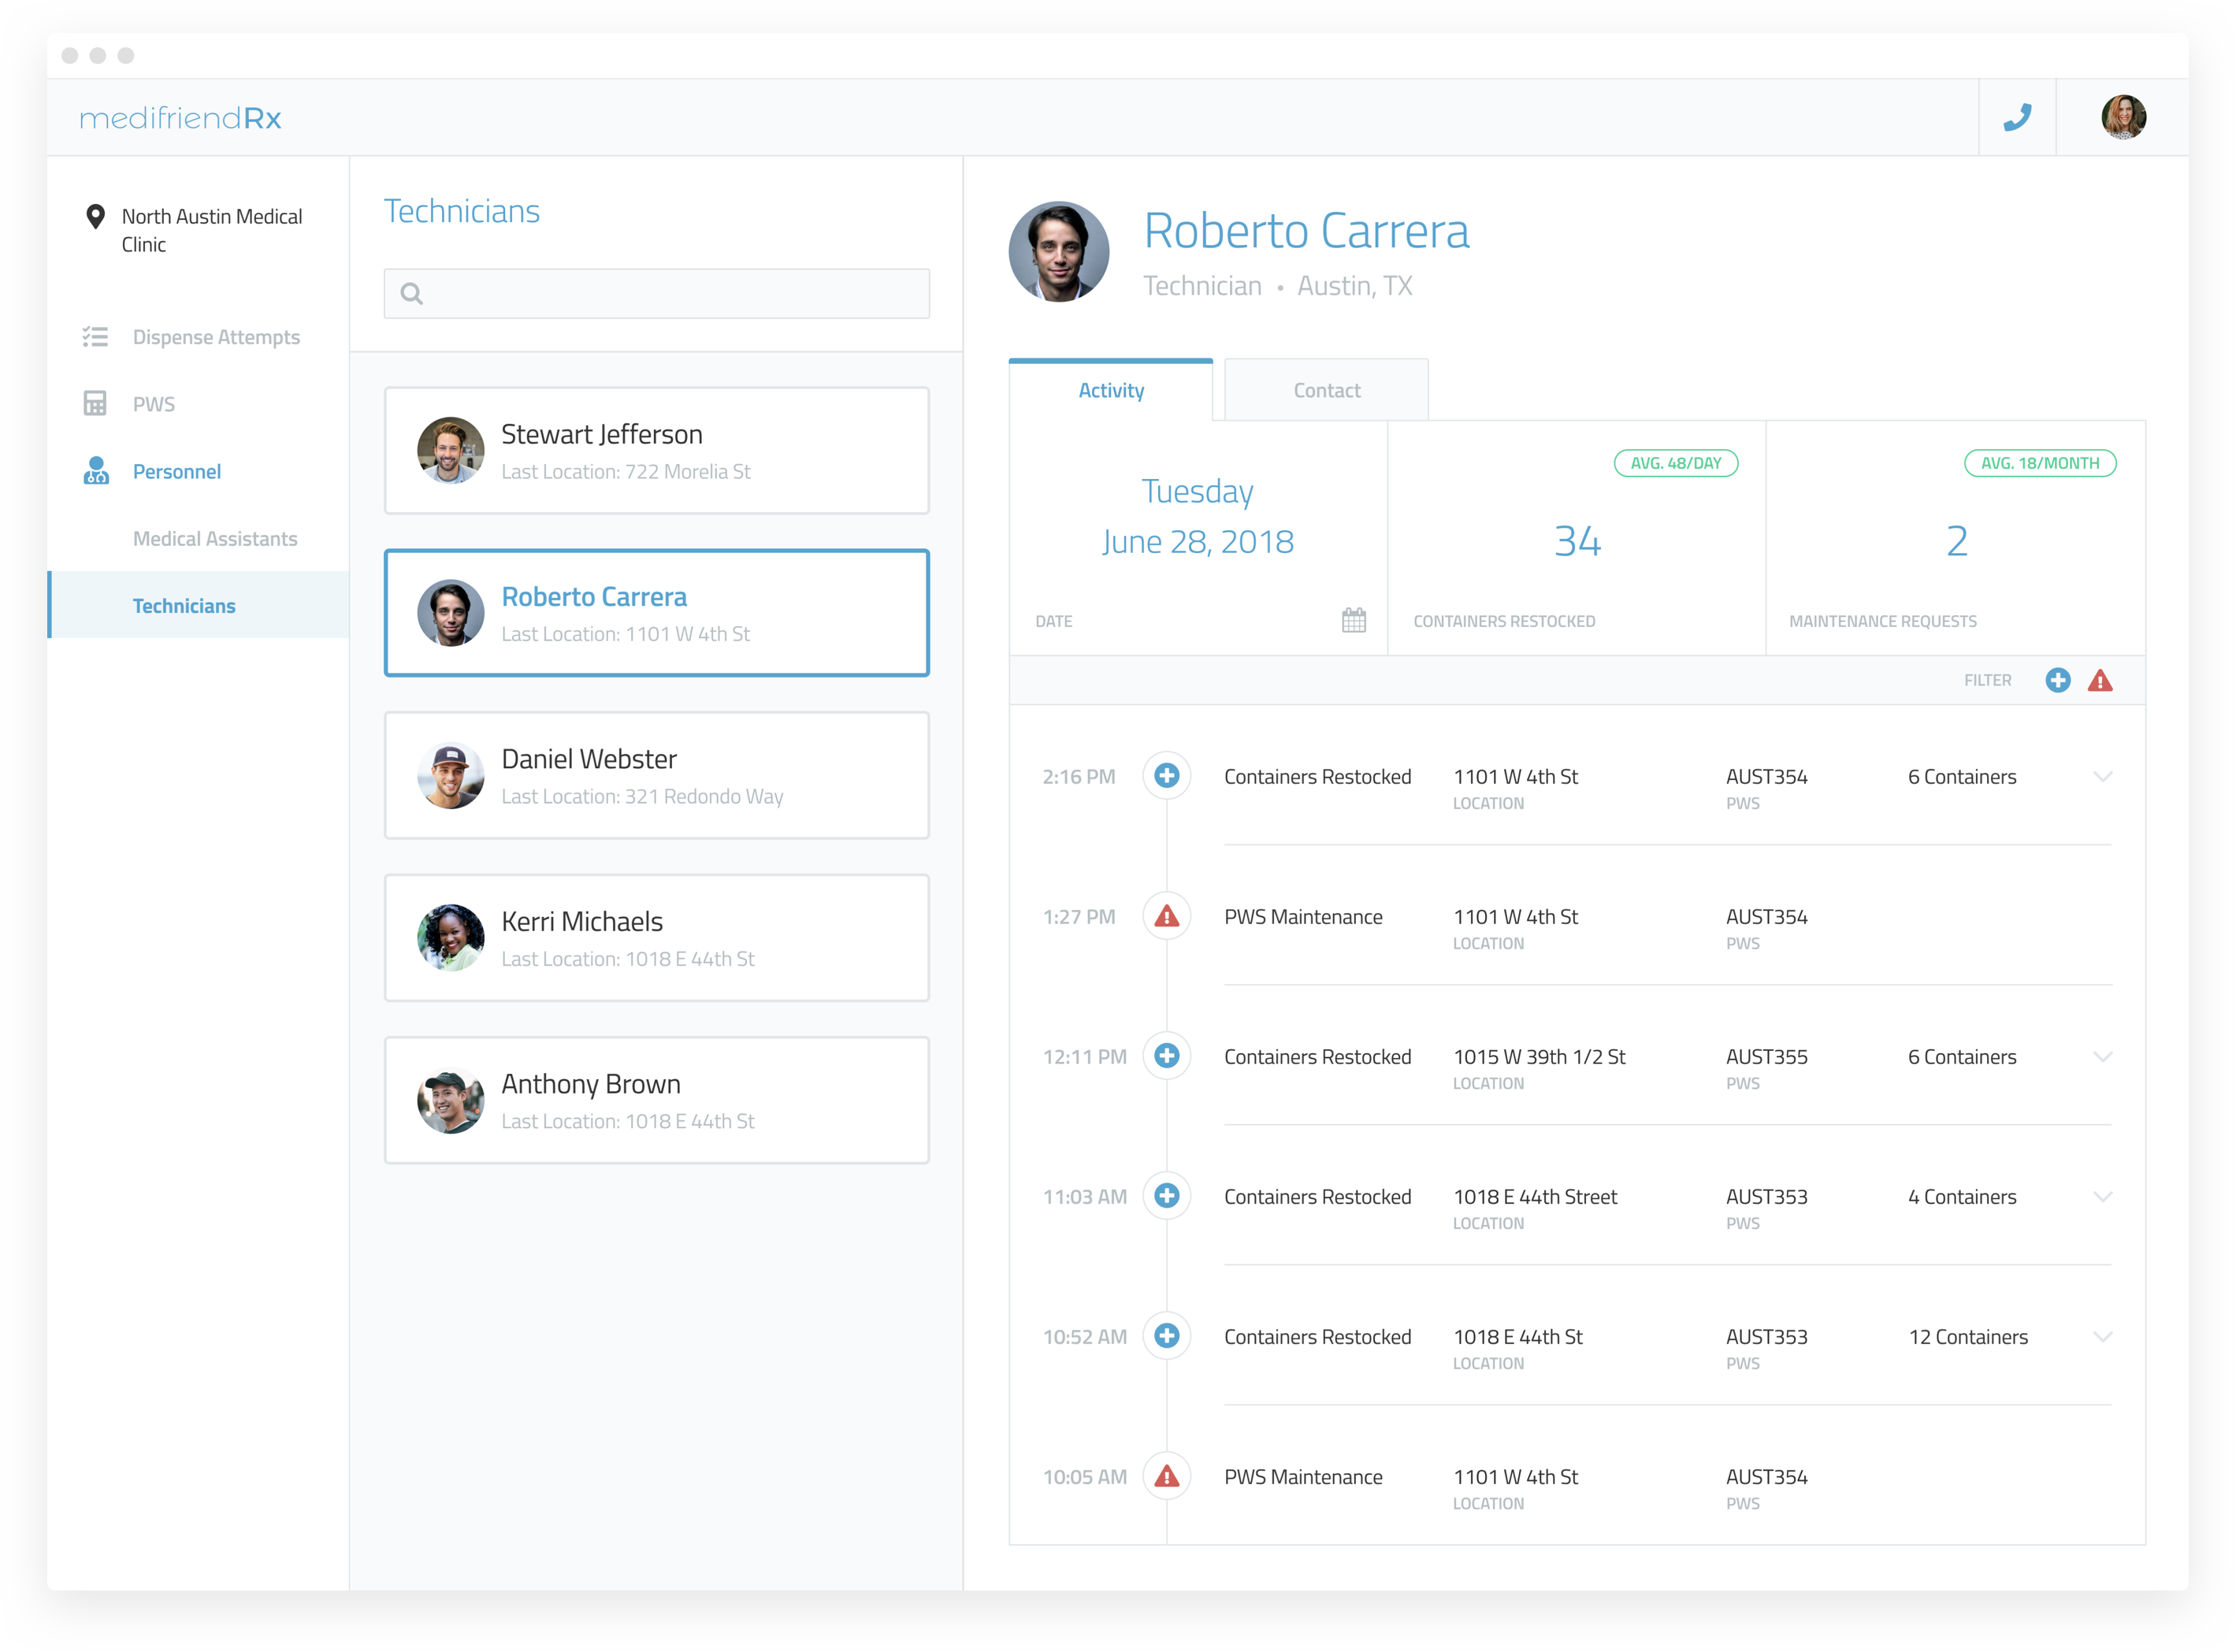 medifriendRx
North Austin Medical
Clinic
Dispense Attempts
PWS
Personnel
Medical Assistants
Technicians
Technicians
Stewart Jefferson
Last Location: 722 Morelia St
Roberto Carrera
Last Location: 1101 W 4th St
Daniel Webster
Last Location: 321 Redondo Way
Kerri Michaels
Last Location: 1018 E 44th St
Anthony Brown
Last Location: 1018 E 44th St
Roberto Carrera
Technician • Austin, TX
Activity
Contact
Tuesday
June 28, 2018
DATE
AVG. 48/DAY
34
CONTAINERS RESTOCKED
AVG. 18/MONTH
2
MAINTENANCE REQUESTS
FILTER
2:16 PM Containers Restocked 1101 W 4th St AUST354 6 Containers
LOCATION PWS
1:27 PM PWS Maintenance 1101 W 4th St AUST354
LOCATION PWS
12:11 PM Containers Restocked 1015 W 39th 1/2 St AUST355 6 Containers
LOCATION PWS
11:03 AM Containers Restocked 1018 E 44th Street AUST353 4 Containers
LOCATION PWS
10:52 AM Containers Restocked 1018 E 44th St AUST353 12 Containers
LOCATION PWS
10:05 AM PWS Maintenance 1101 W 4th St AUST354
LOCATION PWS